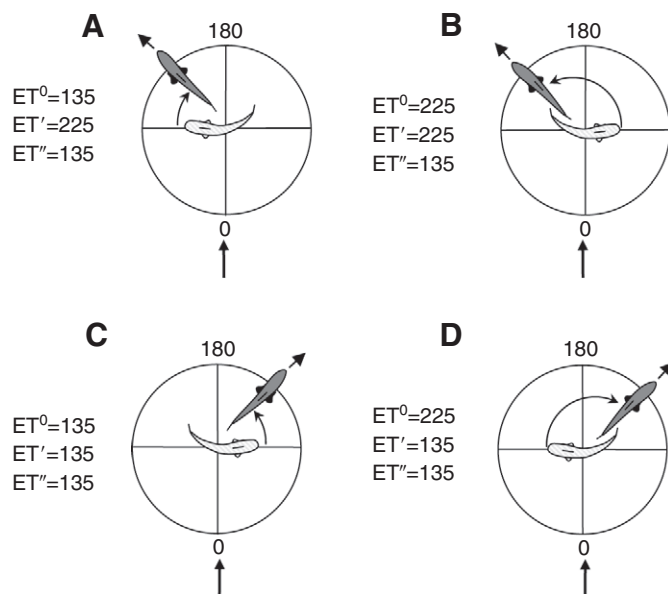 A
180
ET⁰=135
ET′=225
ET″=135
0
B
180
ET⁰=225
ET′=225
ET″=135
0
C
180
ET⁰=135
ET′=135
ET″=135
0
D
180
ET⁰=225
ET′=135
ET″=135
0